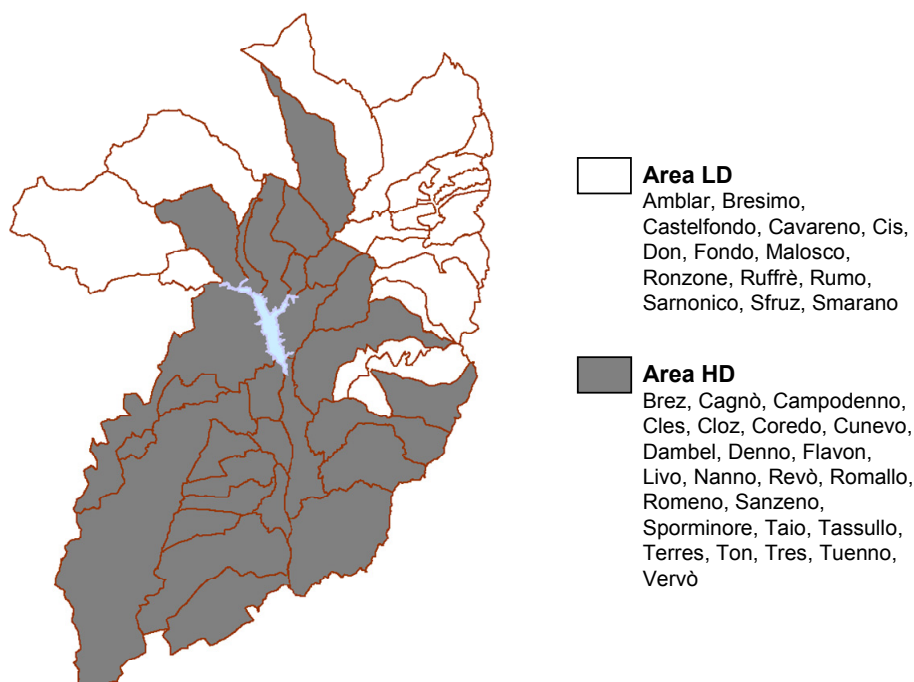 Area LD
Amblar, Bresimo,
Castelfondo, Cavareno, Cis,
Don, Fondo, Malosco,
Ronzone, Ruffrè, Rumo,
Sarnonico, Sfruz, Smarano
Area HD
Brez, Cagnò, Campodenno,
Cles, Cloz, Coredo, Cunevo,
Dambel, Denno, Flavon,
Livo, Nanno, Revò, Romallo,
Romeno, Sanzeno,
Sporminore, Taio, Tassullo,
Terres, Ton, Tres, Tuenno,
Vervò